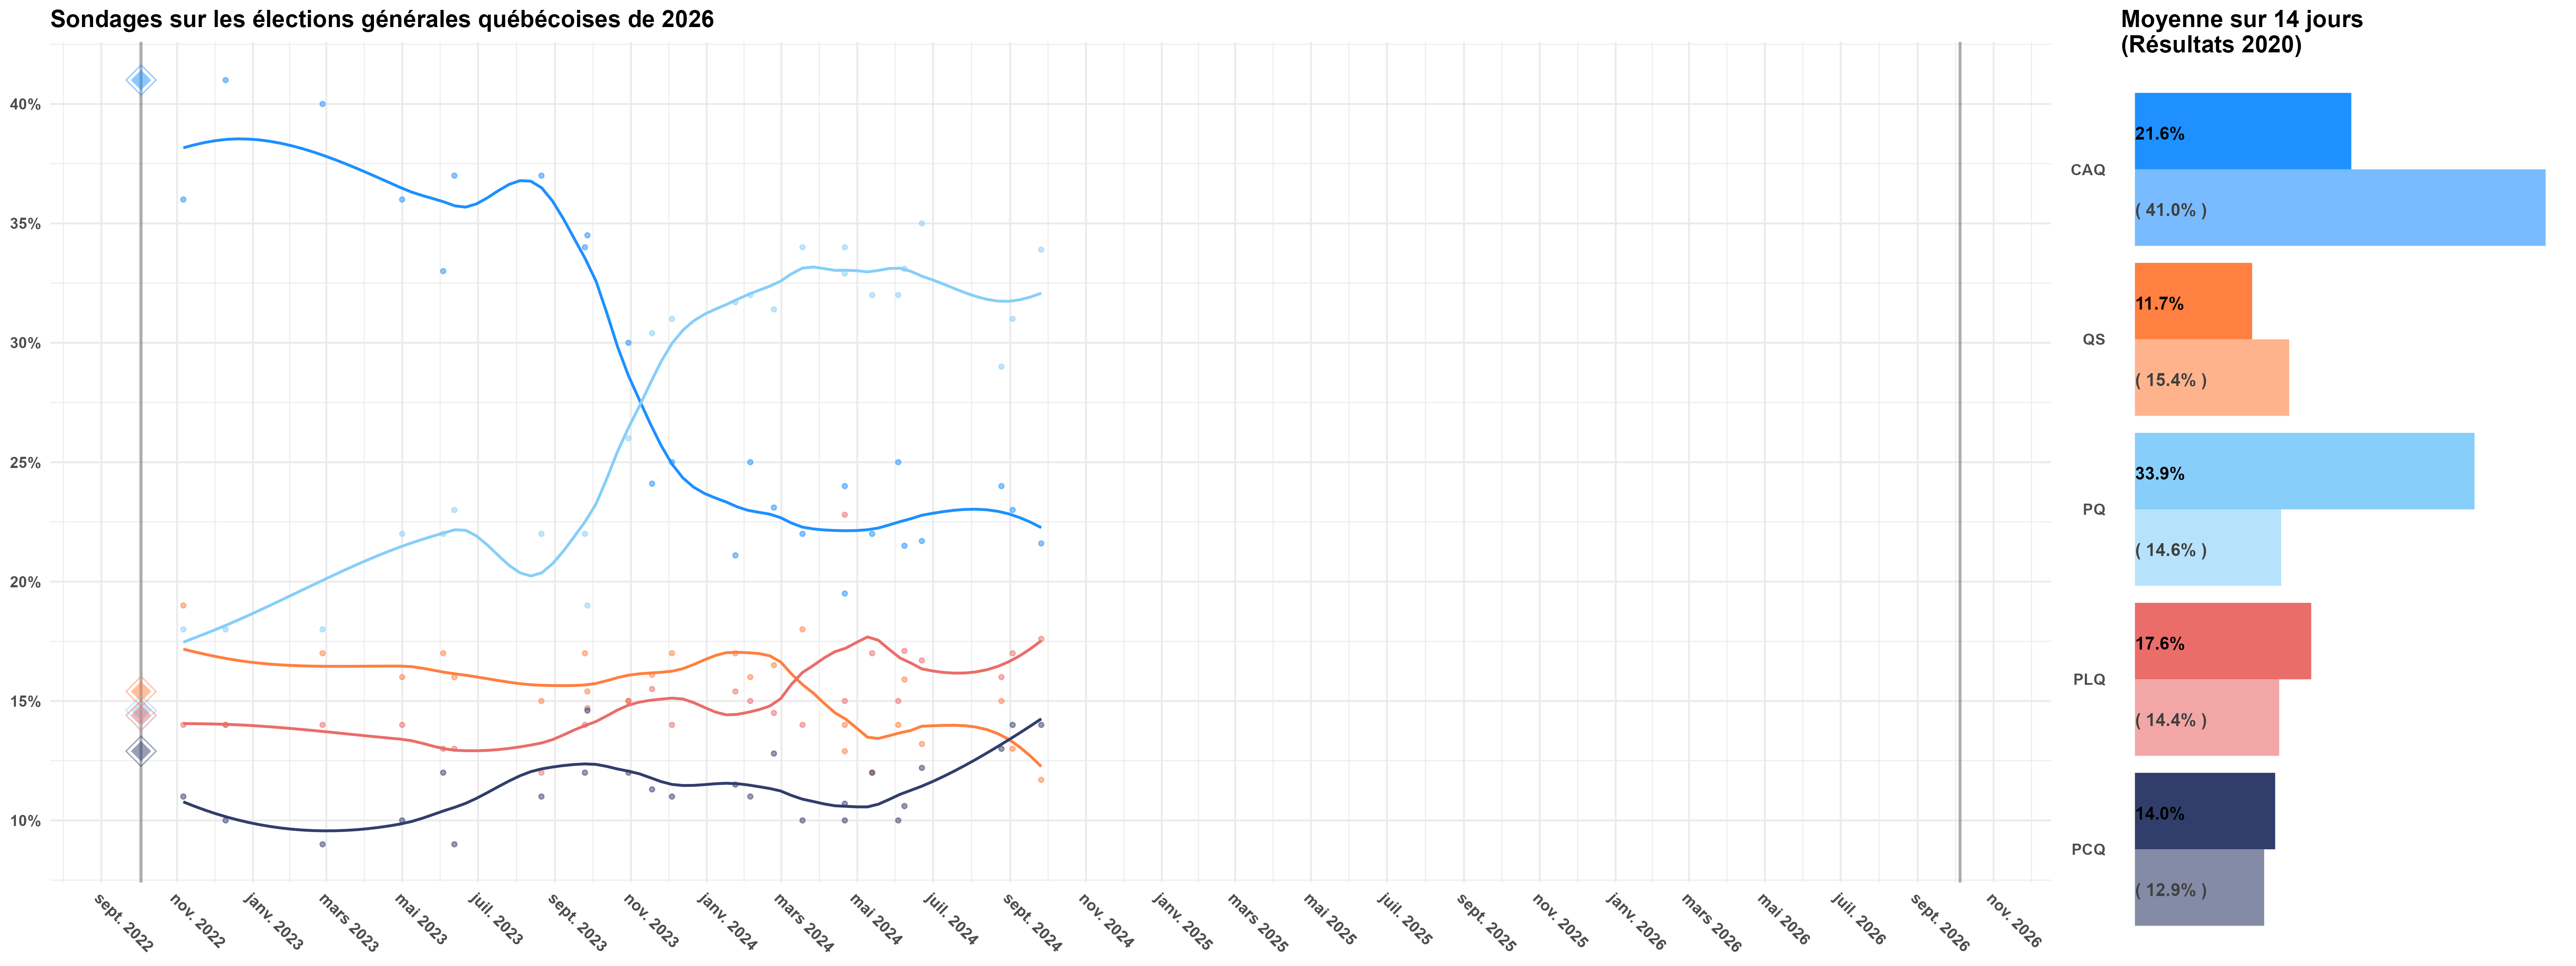 Sondages sur les élections générales québécoises de 2026
40%
35%
30%
25%
20%
15%
10%
sept. 2022
nov. 2022
janv. 2023
mars 2023
mai 2023
juil. 2023
sept. 2023
nov. 2023
janv. 2024
mars 2024
mai 2024
juil. 2024
sept. 2024
nov. 2024
janv. 2025
mars 2025
mai 2025
juil. 2025
sept. 2025
nov. 2025
janv. 2026
mars 2026
mai 2026
juil. 2026
sept. 2026
nov. 2026
Moyenne sur 14 jours
(Résultats 2020)
CAQ
21.6%
( 41.0% )
QS
11.7%
( 15.4% )
PQ
33.9%
( 14.6% )
PLQ
17.6%
( 14.4% )
PCQ
14.0%
( 12.9% )